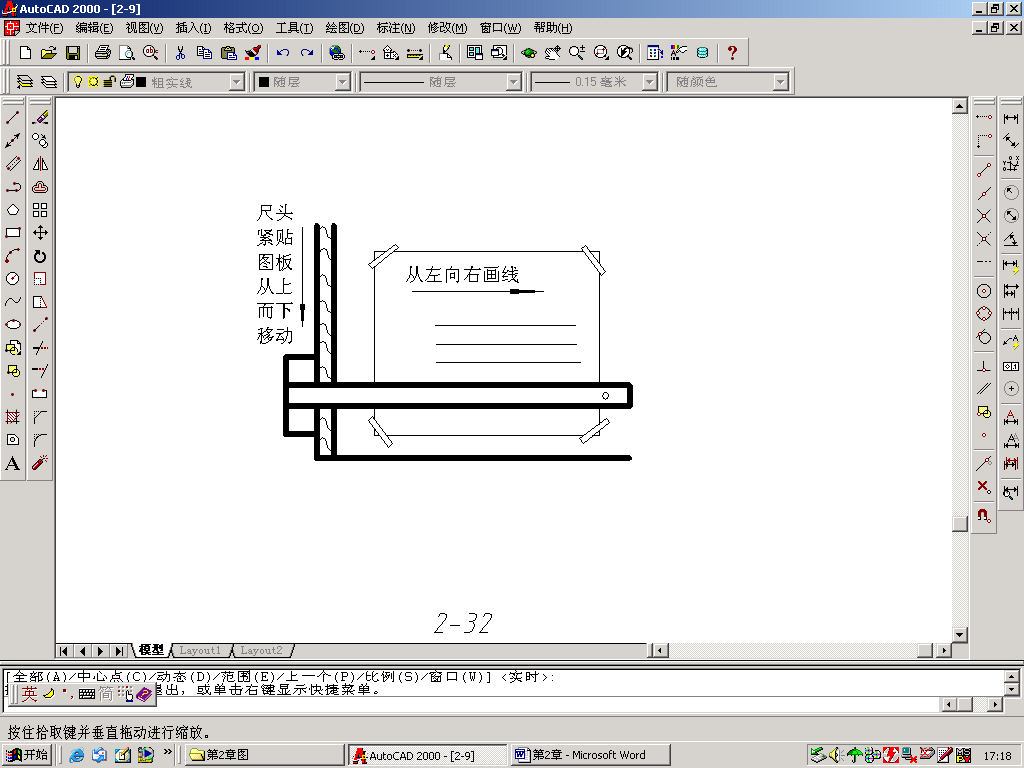 AutoCAD 2000 - [2-9]
文件(F) 编辑(E) 视图(V) 插入(I) 格式(O) 工具(T) 绘图(D) 标注(N) 修改(M) 窗口(W) 帮助(H)
粗实线 随层 随层 0.15 毫米 随颜色
尺头
紧贴
图板
从上
而下
移动
从左向右画线
2-32
模型 Layout1 Layout2
[全部(A)/中心点(C)/动态(D)/范围(E)/上一个(P)/比例(S)/窗口(W)] <实时>:
出，或单击右键显示快捷菜单。
英 简
按住拾取键并垂直拖动进行缩放。
开始 第2章图 AutoCAD 2000 - [2-9] 第2章 - Microsoft Word 17:18